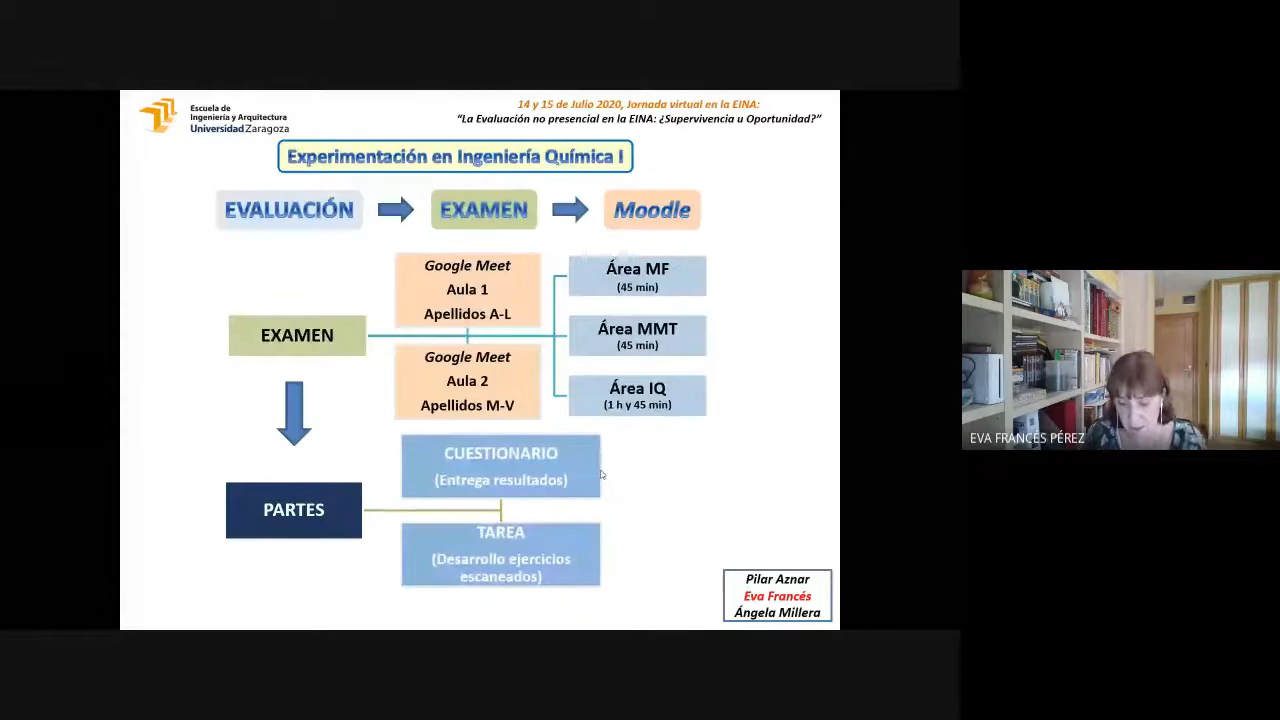 Escuela de
Ingeniería y Arquitectura
Universidad Zaragoza
14 y 15 de Julio 2020, Jornada virtual en la EINA:
“La Evaluación no presencial en la EINA: ¿Supervivencia u Oportunidad?”
Experimentación en Ingeniería Química I
EVALUACIÓN
EXAMEN
Moodle
Google Meet
Aula 1
Apellidos A-L
Área MF
(45 min)
EXAMEN
Área MMT
(45 min)
Google Meet
Aula 2
Apellidos M-V
Área IQ
(1 h y 45 min)
CUESTIONARIO
(Entrega resultados)
PARTES
TAREA
(Desarrollo ejercicios
escaneados)
Pilar Aznar
Eva Francés
Ángela Millera
EVA FRANCES PÉREZ